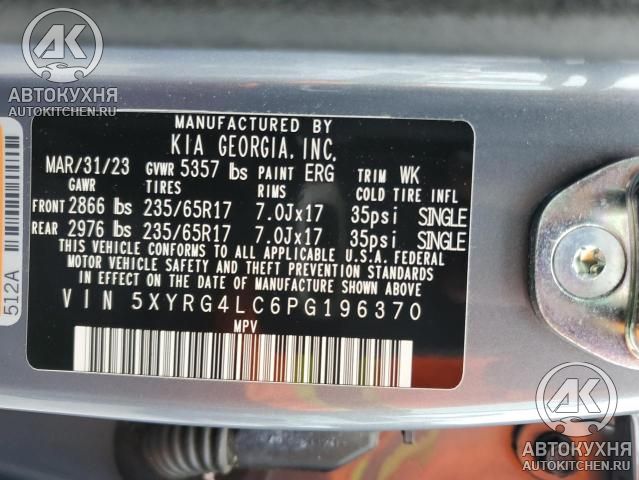 АК
АВТОКУХНЯ
AUTOKITCHEN.RU
MANUFACTURED BY
KIA GEORGIA, INC.
MAR/31/23 GVWR 5357 lbs PAINT ERG TRIM WK
GAWR TIRES RIMS COLD TIRE INFL
FRONT 2866 lbs 235/65R17 7.0Jx17 35psi SINGLE
REAR 2976 lbs 235/65R17 7.0Jx17 35psi SINGLE
THIS VEHICLE CONFORMS TO ALL APPLICABLE U.S.A. FEDERAL
MOTOR VEHICLE SAFETY AND THEFT PREVENTION STANDARDS
IN EFFECT ON THE DATE OF MANUFACTURE SHOWN ABOVE.
VIN 5XYRG4LC6PG196370
MPV
512A
АК
АВТОКУХНЯ
AUTOKITCHEN.RU